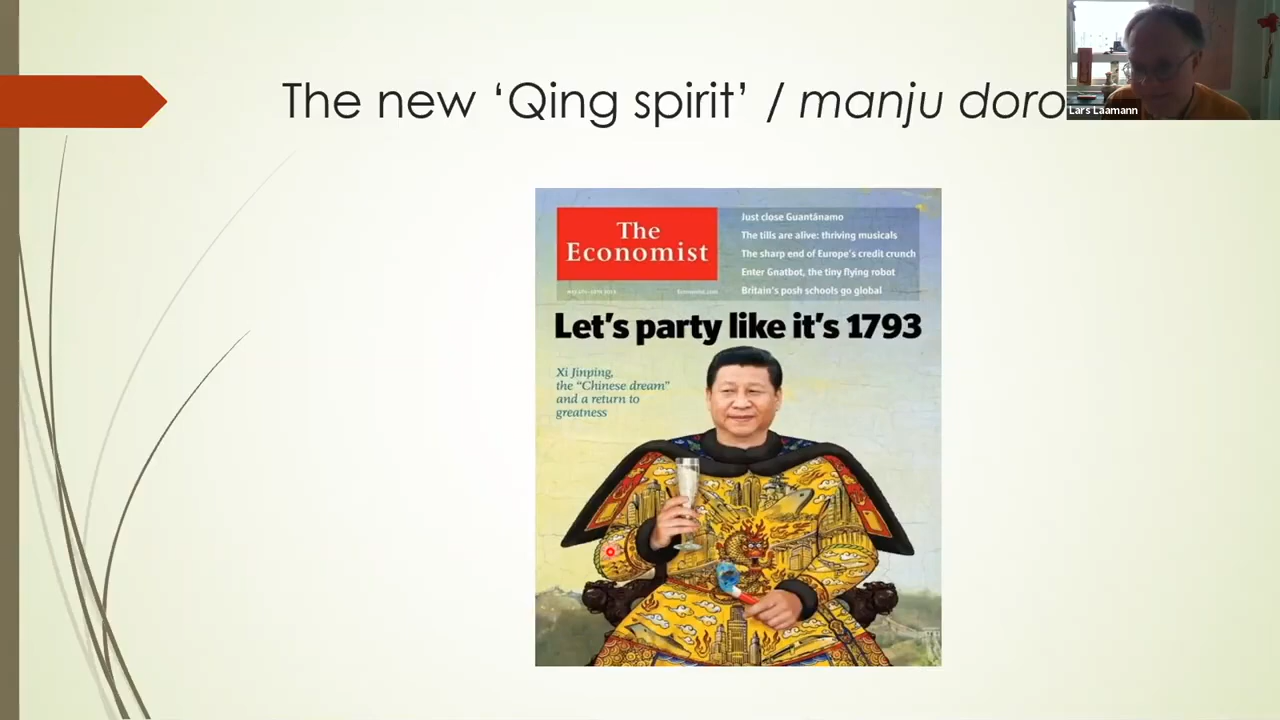 The new ‘Qing spirit’ / manju doro
Lars Laamann
The
Economist
Just close Guantánamo
The tills are alive: thriving musicals
The sharp end of Europe's credit crunch
Enter Gnatbot, the tiny flying robot
Britain's posh schools go global
Economist.com
Let's party like it's 1793
Xi Jinping,
the “Chinese dream”
and a return to
greatness